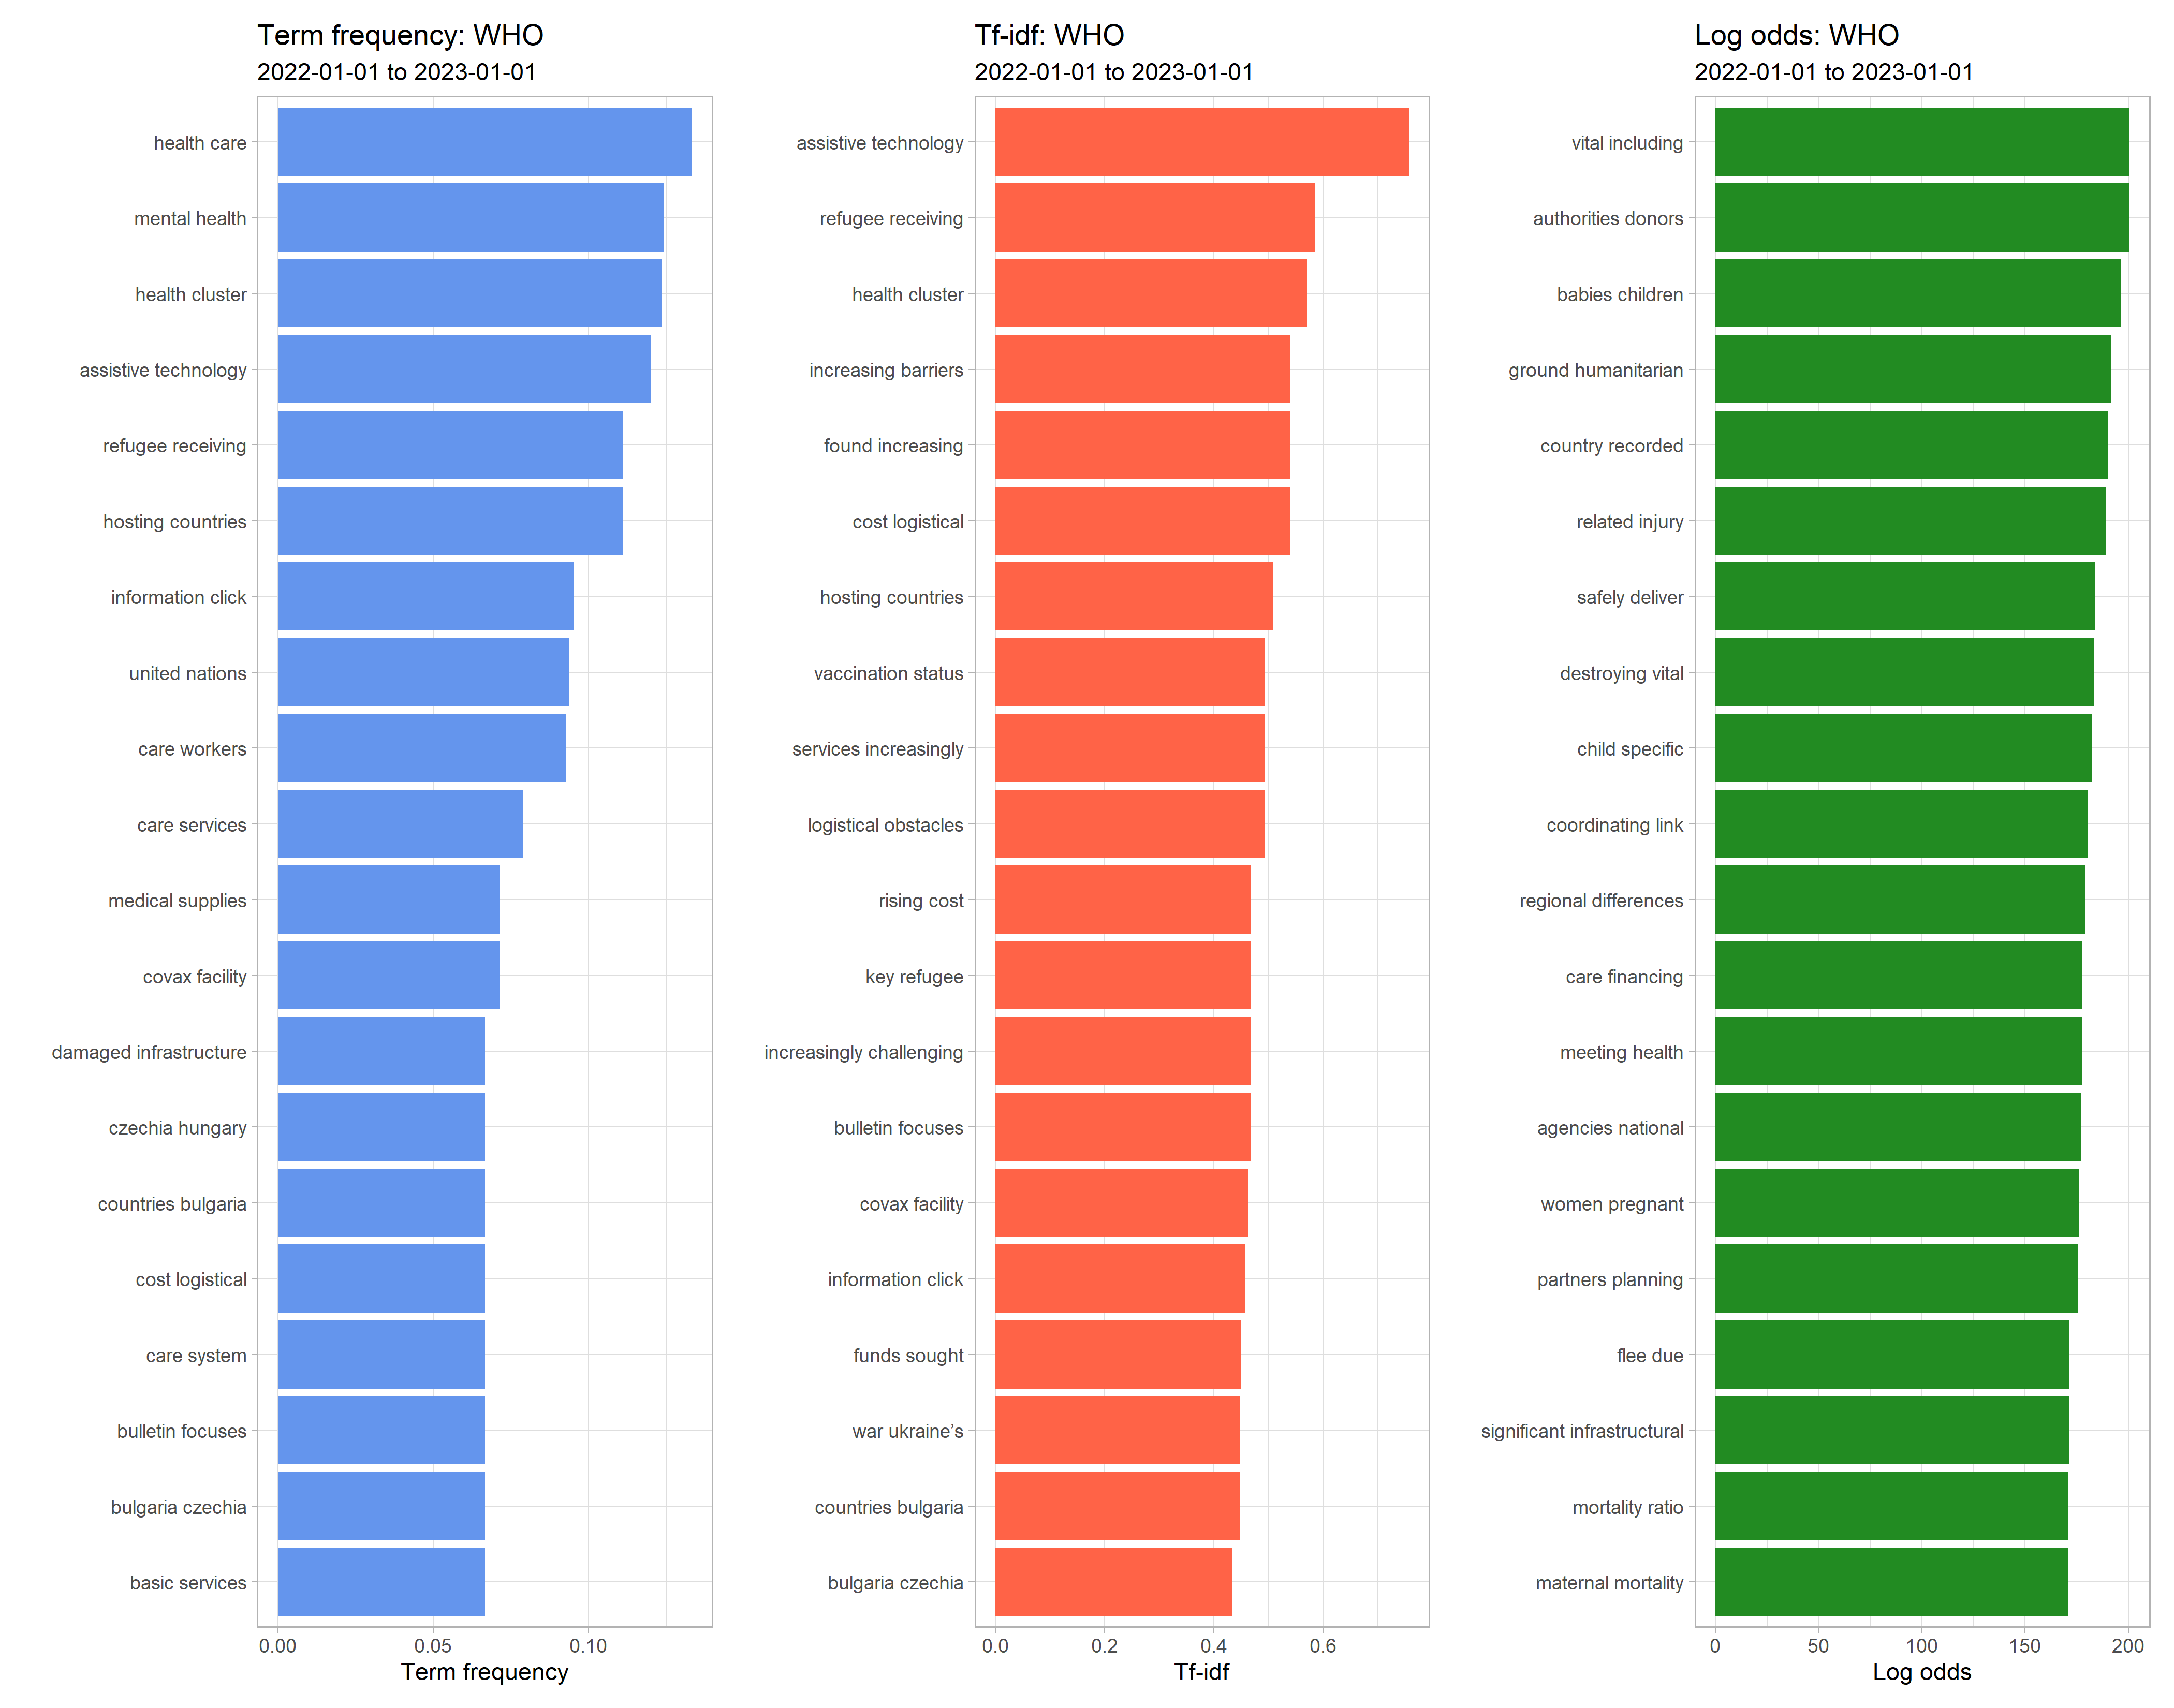 Term frequency: WHO
2022-01-01 to 2023-01-01
health care
mental health
health cluster
assistive technology
refugee receiving
hosting countries
information click
united nations
care workers
care services
medical supplies
covax facility
damaged infrastructure
czechia hungary
countries bulgaria
cost logistical
care system
bulletin focuses
bulgaria czechia
basic services
0.00 0.05 0.10
Term frequency
Tf-idf: WHO
2022-01-01 to 2023-01-01
assistive technology
refugee receiving
health cluster
increasing barriers
found increasing
cost logistical
hosting countries
vaccination status
services increasingly
logistical obstacles
rising cost
key refugee
increasingly challenging
bulletin focuses
covax facility
information click
funds sought
war ukraine’s
countries bulgaria
bulgaria czechia
0.0 0.2 0.4 0.6
Tf-idf
Log odds: WHO
2022-01-01 to 2023-01-01
vital including
authorities donors
babies children
ground humanitarian
country recorded
related injury
safely deliver
destroying vital
child specific
coordinating link
regional differences
care financing
meeting health
agencies national
women pregnant
partners planning
flee due
significant infrastructural
mortality ratio
maternal mortality
0 50 100 150 200
Log odds